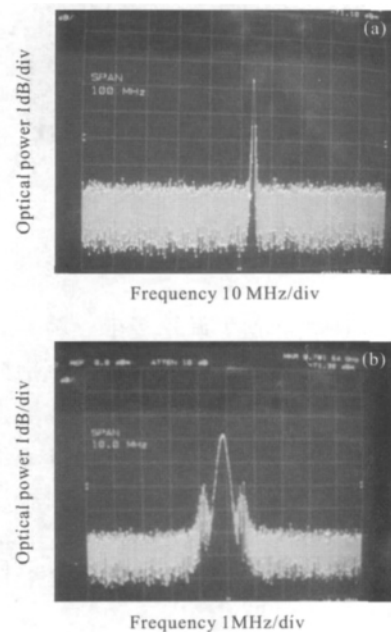 (a)
SPAN
100 MHz
Optical power 1dB/div
Frequency 10 MHz/div
(b)
SPAN
10.0 MHz
Optical power 1dB/div
Frequency 1MHz/div